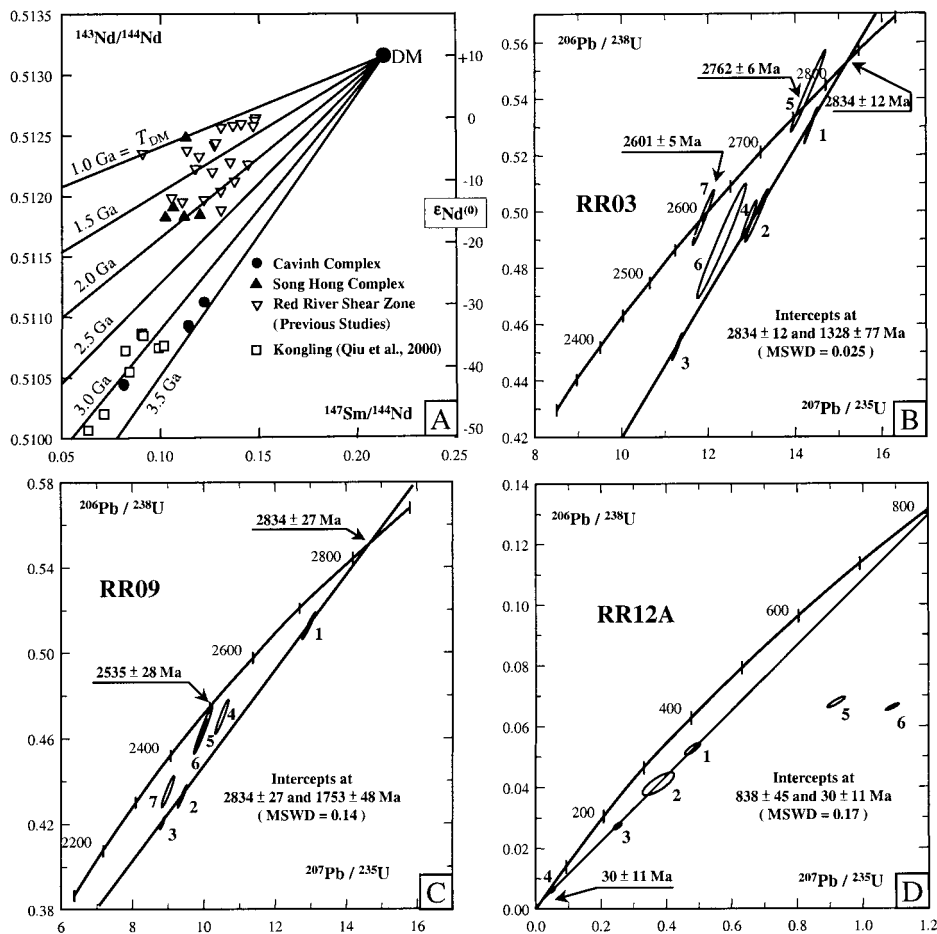 0.5135
0.5130
0.5125
0.5120
0.5115
0.5110
0.5105
0.5100
0.05
0.10
0.15
0.20
0.25
+10
0
-10
-20
-30
-40
-50
¹⁴³Nd/¹⁴⁴Nd
DM
1.0 Ga = T_DM
1.5 Ga
2.0 Ga
2.5 Ga
3.0 Ga
3.5 Ga
εNd(0)
Cavinh Complex
Song Hong Complex
Red River Shear Zone
(Previous Studies)
Kongling (Qiu et al., 2000)
¹⁴⁷Sm/¹⁴⁴Nd
A
0.56
0.54
0.52
0.50
0.48
0.46
0.44
0.42
8
10
12
14
16
²⁰⁶Pb / ²³⁸U
2762 ± 6 Ma
2800
2834 ± 12 Ma
5
1
2601 ± 5 Ma
2700
RR03
7
2600
4
2
6
2500
2400
3
Intercepts at
2834 ± 12 and 1328 ± 77 Ma
( MSWD = 0.025 )
²⁰⁷Pb / ²³⁵U
B
0.58
0.54
0.50
0.46
0.42
0.38
6
8
10
12
14
16
²⁰⁶Pb / ²³⁸U
2834 ± 27 Ma
2800
RR09
1
2600
2535 ± 28 Ma
4
5
6
2400
7
2
3
2200
Intercepts at
2834 ± 27 and 1753 ± 48 Ma
( MSWD = 0.14 )
²⁰⁷Pb / ²³⁵U
C
0.14
0.12
0.10
0.08
0.06
0.04
0.02
0.00
0.0
0.2
0.4
0.6
0.8
1.0
1.2
²⁰⁶Pb / ²³⁸U
800
RR12A
600
400
5
6
1
2
200
3
4
Intercepts at
838 ± 45 and 30 ± 11 Ma
( MSWD = 0.17 )
30 ± 11 Ma
²⁰⁷Pb / ²³⁵U
D